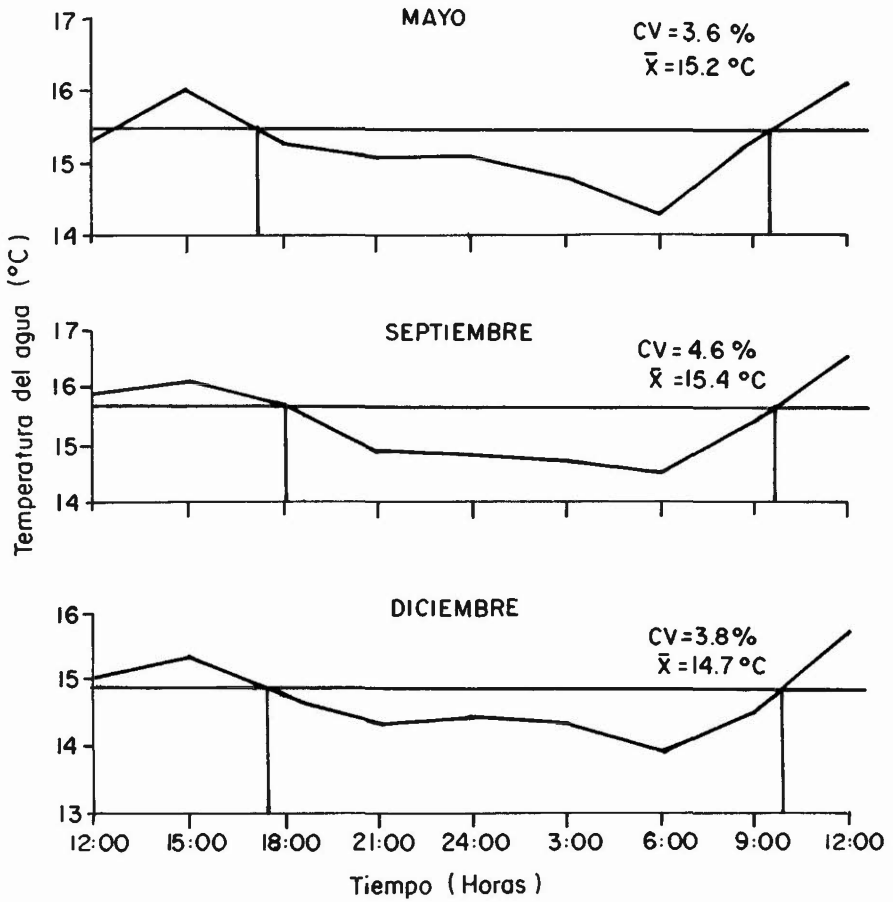 MAYO
CV = 3.6 %
X̄ = 15.2 °C
17
16
15
14
Temperatura del agua (°C)
SEPTIEMBRE
CV = 4.6 %
X̄ = 15.4 °C
17
16
15
14
DICIEMBRE
CV = 3.8 %
X̄ = 14.7 °C
16
15
14
13
12:00 15:00 18:00 21:00 24:00 3:00 6:00 9:00 12:00
Tiempo ( Horas )